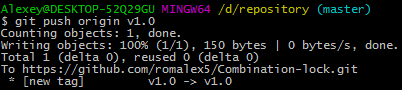 Alexey@DESKTOP-52Q29GU MINGW64 /d/repository (master)
$ git push origin v1.0
Counting objects: 1, done.
Writing objects: 100% (1/1), 150 bytes | 0 bytes/s, done.
Total 1 (delta 0), reused 0 (delta 0)
To https://github.com/romalex5/Combination-lock.git
 * [new tag]         v1.0 -> v1.0